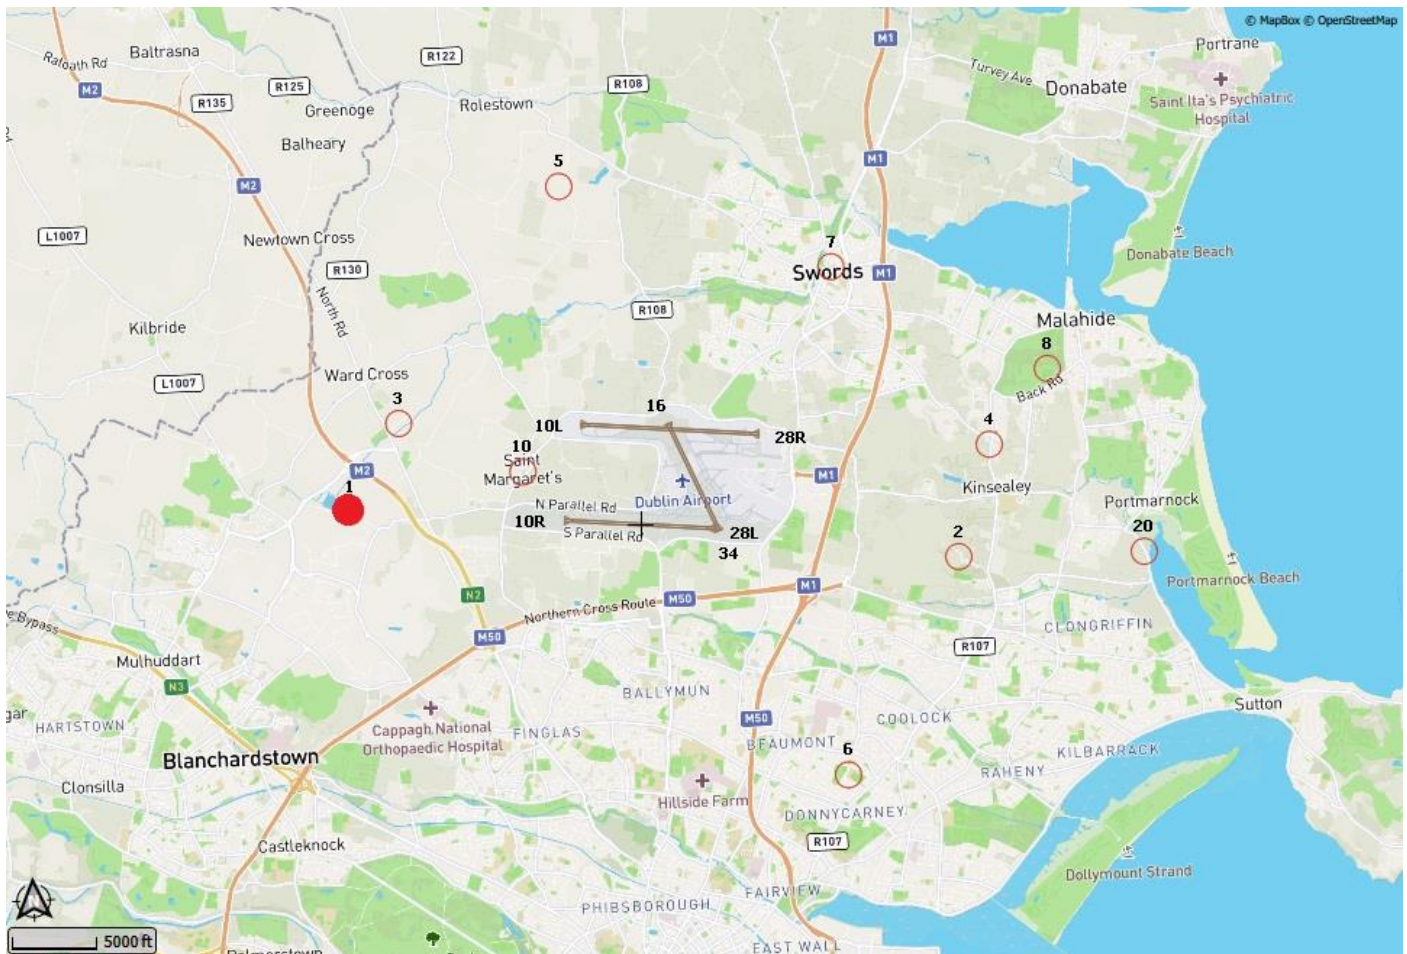 © MapBox © OpenStreetMap
Baltrasna
Ratoath Rd
M2
R125
R135
Greenoge
Balheary
R122
Rolestown
R108
M1
Turvey Ave
Portrane
Donabate
Saint Ita's Psychiatric
Hospital
M1
5
M2
L1007
Newtown Cross
R130
North Rd
7
Swords
M1
Donabate Beach
Kilbride
R108
Malahide
8
Back Rd
L1007
Ward Cross
3
16
10L
28R
4
10
Saint
Margaret's
M2
1
Dublin Airport
M1
Kinsealey
Portmarnock
N Parallel Rd
10R
S Parallel Rd
28L
34
2
20
Portmarnock Beach
N2
Northern Cross Route
M50
M1
M50
CLONGRIFFIN
R107
Bypass
Mulhuddart
N3
HARTSTOWN
BALLYMUN
Cappagh National
Orthopaedic Hospital
FINGLAS
M50
COOLOCK
BEAUMONT
KILBARRACK
Sutton
Blanchardstown
6
RAHENY
Clonsilla
Hillside Farm
DONNYCARNEY
R107
Castleknock
Dollymount Strand
FAIRVIEW
PHIBSBOROUGH
5000 ft
EAST WALL
Palmerstown